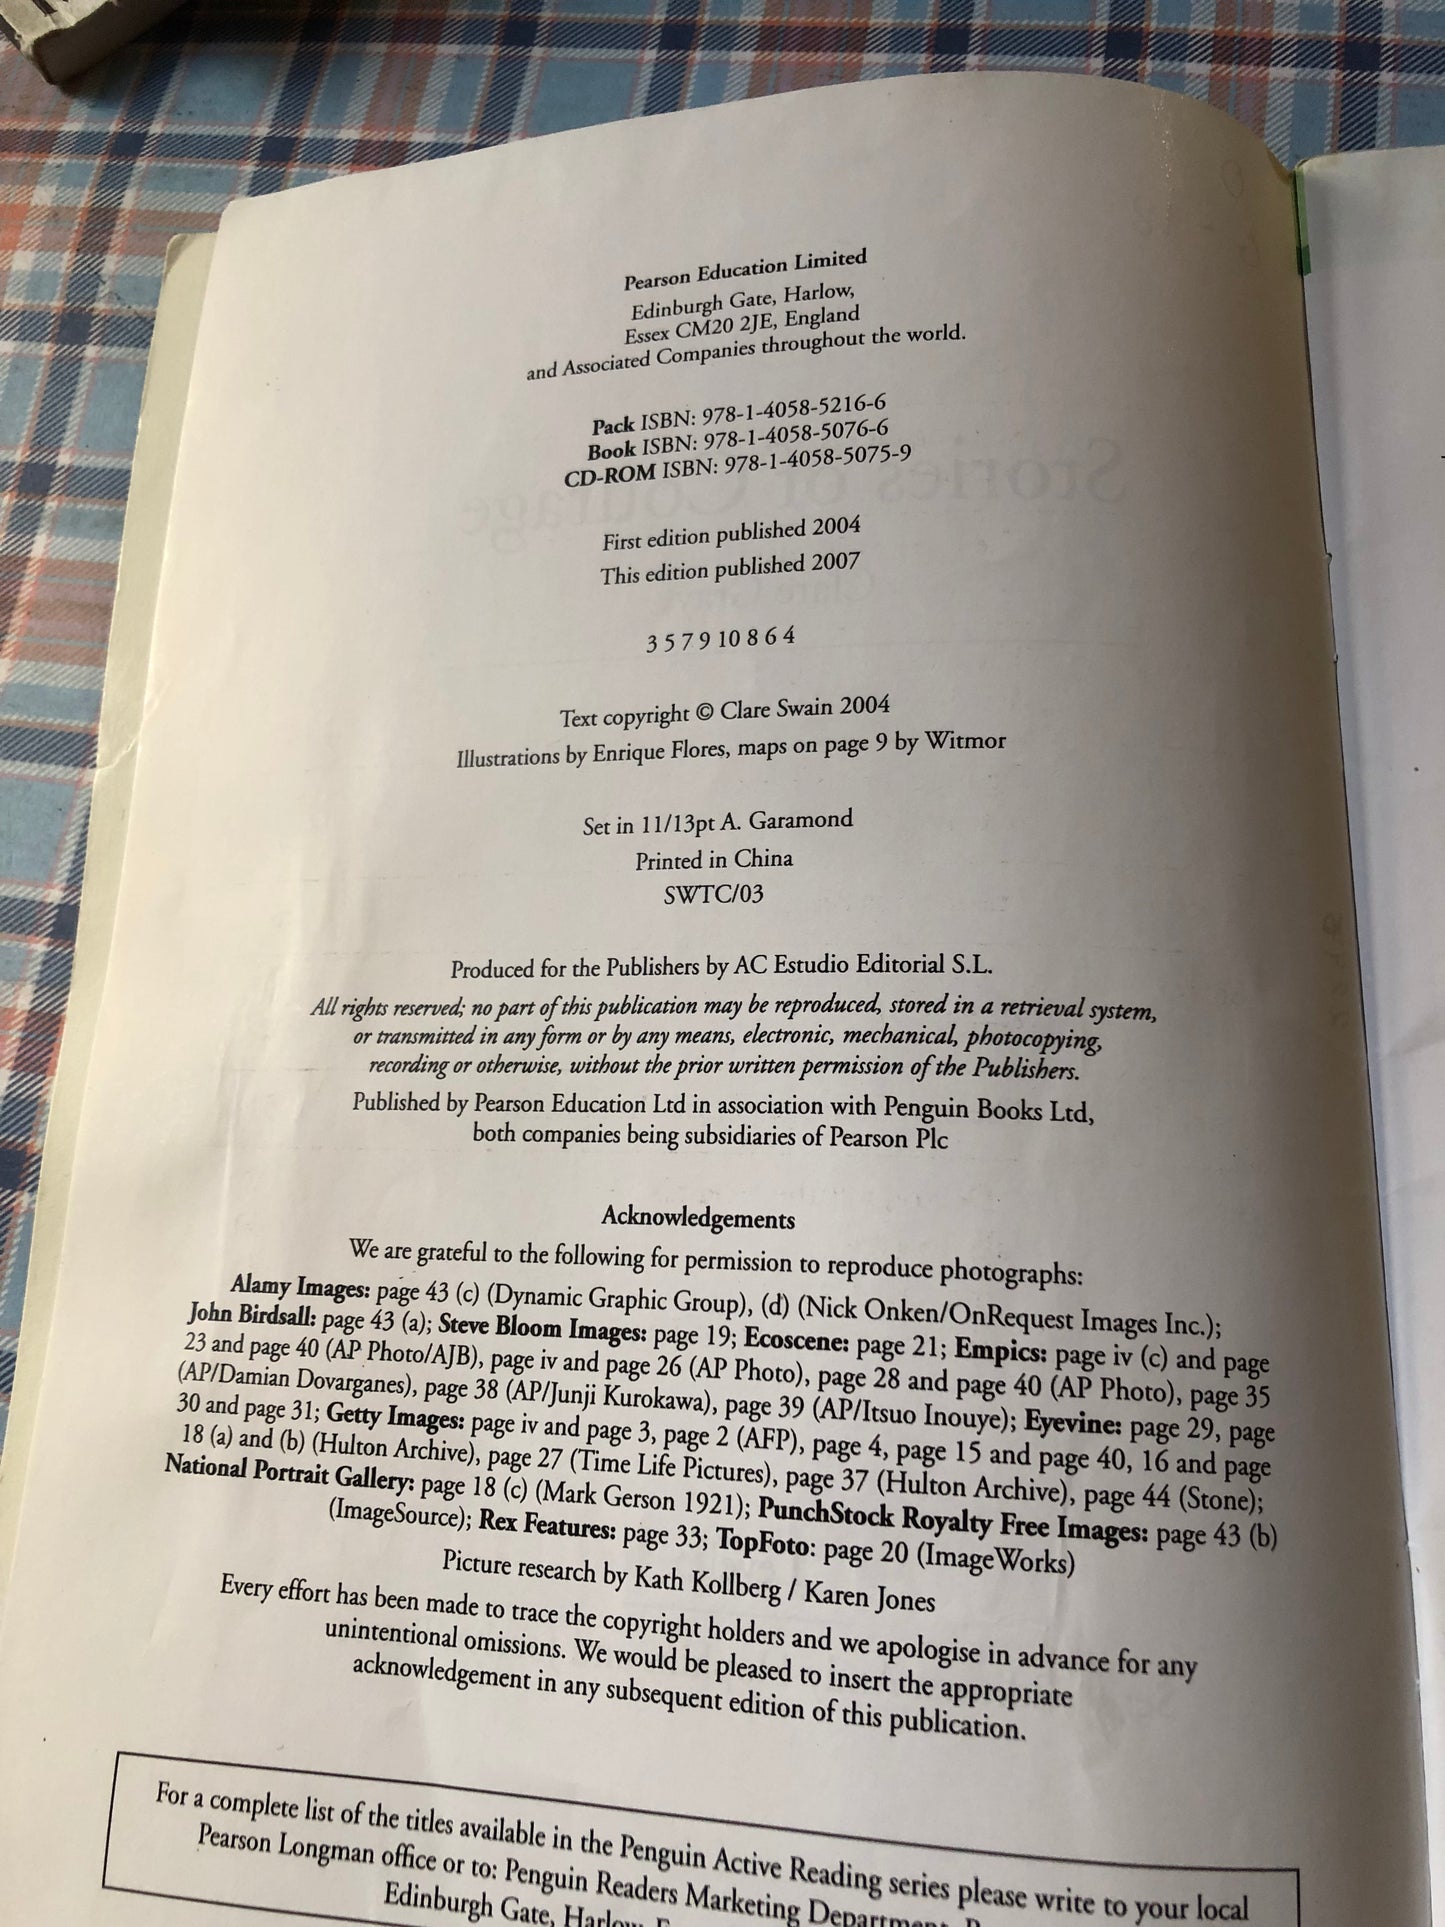 Pearson Education Limited
Edinburgh Gate, Harlow,
Essex CM20 2JE, England
and Associated Companies throughout the world.
Pack ISBN: 978-1-4058-5216-6
Book ISBN: 978-1-4058-5076-6
CD-ROM ISBN: 978-1-4058-5075-9
First edition published 2004
This edition published 2007
3 5 7 9 10 8 6 4
Text copyright © Clare Swain 2004
Illustrations by Enrique Flores, maps on page 9 by Witmor
Set in 11/13pt A. Garamond
Printed in China
SWTC/03
Produced for the Publishers by AC Estudio Editorial S.L.
All rights reserved; no part of this publication may be reproduced, stored in a retrieval system,
or transmitted in any form or by any means, electronic, mechanical, photocopying,
recording or otherwise, without the prior written permission of the Publishers.
Published by Pearson Education Ltd in association with Penguin Books Ltd,
both companies being subsidiaries of Pearson Plc
Acknowledgements
We are grateful to the following for permission to reproduce photographs:
Alamy Images: page 43 (c) (Dynamic Graphic Group), (d) (Nick Onken/OnRequest Images Inc.);
John Birdsall: page 43 (a); Steve Bloom Images: page 19; Ecoscene: page 21; Empics: page iv (c) and page
23 and page 40 (AP Photo/AJB), page iv and page 26 (AP Photo), page 28 and page 40 (AP Photo), page 35
(AP/Damian Dovarganes), page 38 (AP/Junji Kurokawa), page 39 (AP/Itsuo Inouye); Eyevine: page 29, page
30 and page 31; Getty Images: page iv and page 3, page 2 (AFP), page 4, page 15 and page 40, 16 and page
18 (a) and (b) (Hulton Archive), page 27 (Time Life Pictures), page 37 (Hulton Archive), page 44 (Stone);
National Portrait Gallery: page 18 (c) (Mark Gerson 1921); PunchStock Royalty Free Images: page 43 (b)
(ImageSource); Rex Features: page 33; TopFoto: page 20 (ImageWorks)
Picture research by Kath Kollberg / Karen Jones
Every effort has been made to trace the copyright holders and we apologise in advance for any
unintentional omissions. We would be pleased to insert the appropriate
acknowledgement in any subsequent edition of this publication.
For a complete list of the titles available in the Penguin Active Reading series please write to your local
Pearson Longman office or to: Penguin Readers Marketing
Edinburgh Gate,